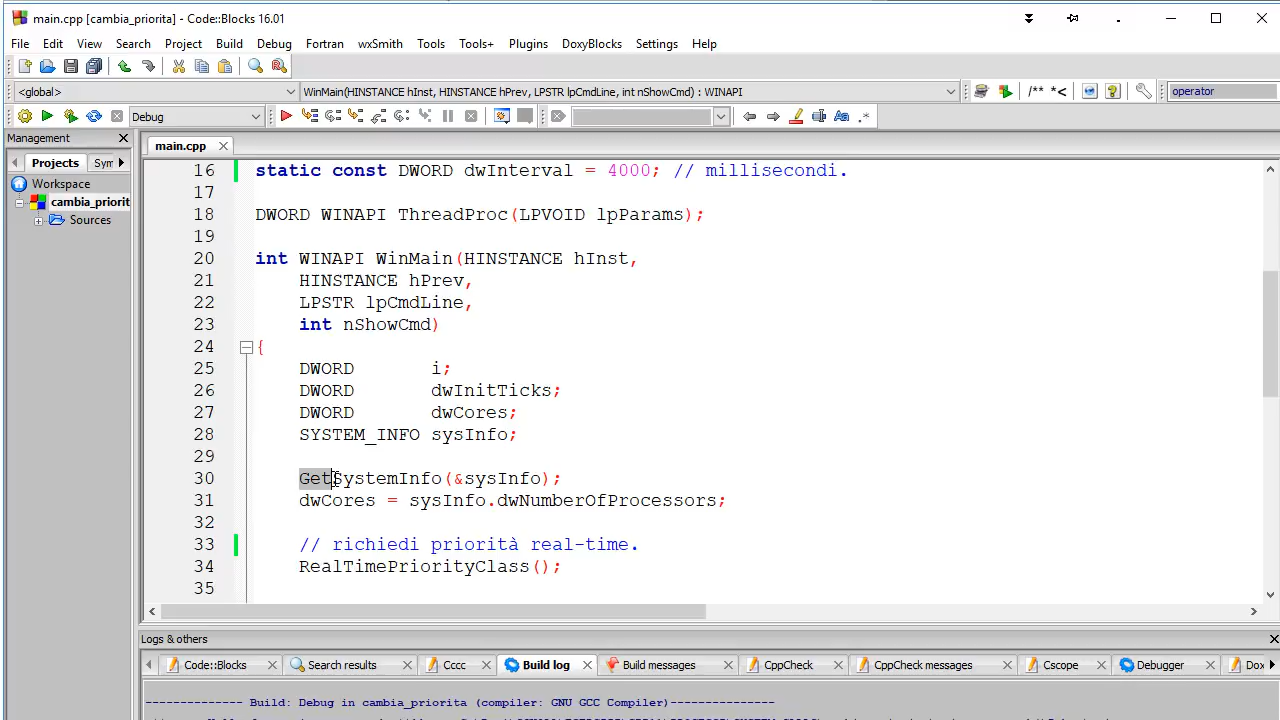 main.cpp [cambia_priorita] - Code::Blocks 16.01
File Edit View Search Project Build Debug Fortran wxSmith Tools Tools+ Plugins DoxyBlocks Settings Help
<global> WinMain(HINSTANCE hInst, HINSTANCE hPrev, LPSTR lpCmdLine, int nShowCmd) : WINAPI /** *< operator
Debug Aa .*
Management
main.cpp
Projects Sym
Workspace
cambia_priorit
Sources
16 static const DWORD dwInterval = 4000; // millisecondi.
17
18 DWORD WINAPI ThreadProc(LPVOID lpParams);
19
20 int WINAPI WinMain(HINSTANCE hInst,
21 HINSTANCE hPrev,
22 LPSTR lpCmdLine,
23 int nShowCmd)
24 {
25 DWORD i;
26 DWORD dwInitTicks;
27 DWORD dwCores;
28 SYSTEM_INFO sysInfo;
29
30 GetSystemInfo(&sysInfo);
31 dwCores = sysInfo.dwNumberOfProcessors;
32
33 // richiedi priorità real-time.
34 RealTimePriorityClass();
35
Logs & others
Code::Blocks Search results Cccc Build log Build messages CppCheck CppCheck messages Cscope Debugger Dox
-------------- Build: Debug in cambia_priorita (compiler: GNU GCC Compiler)---------------